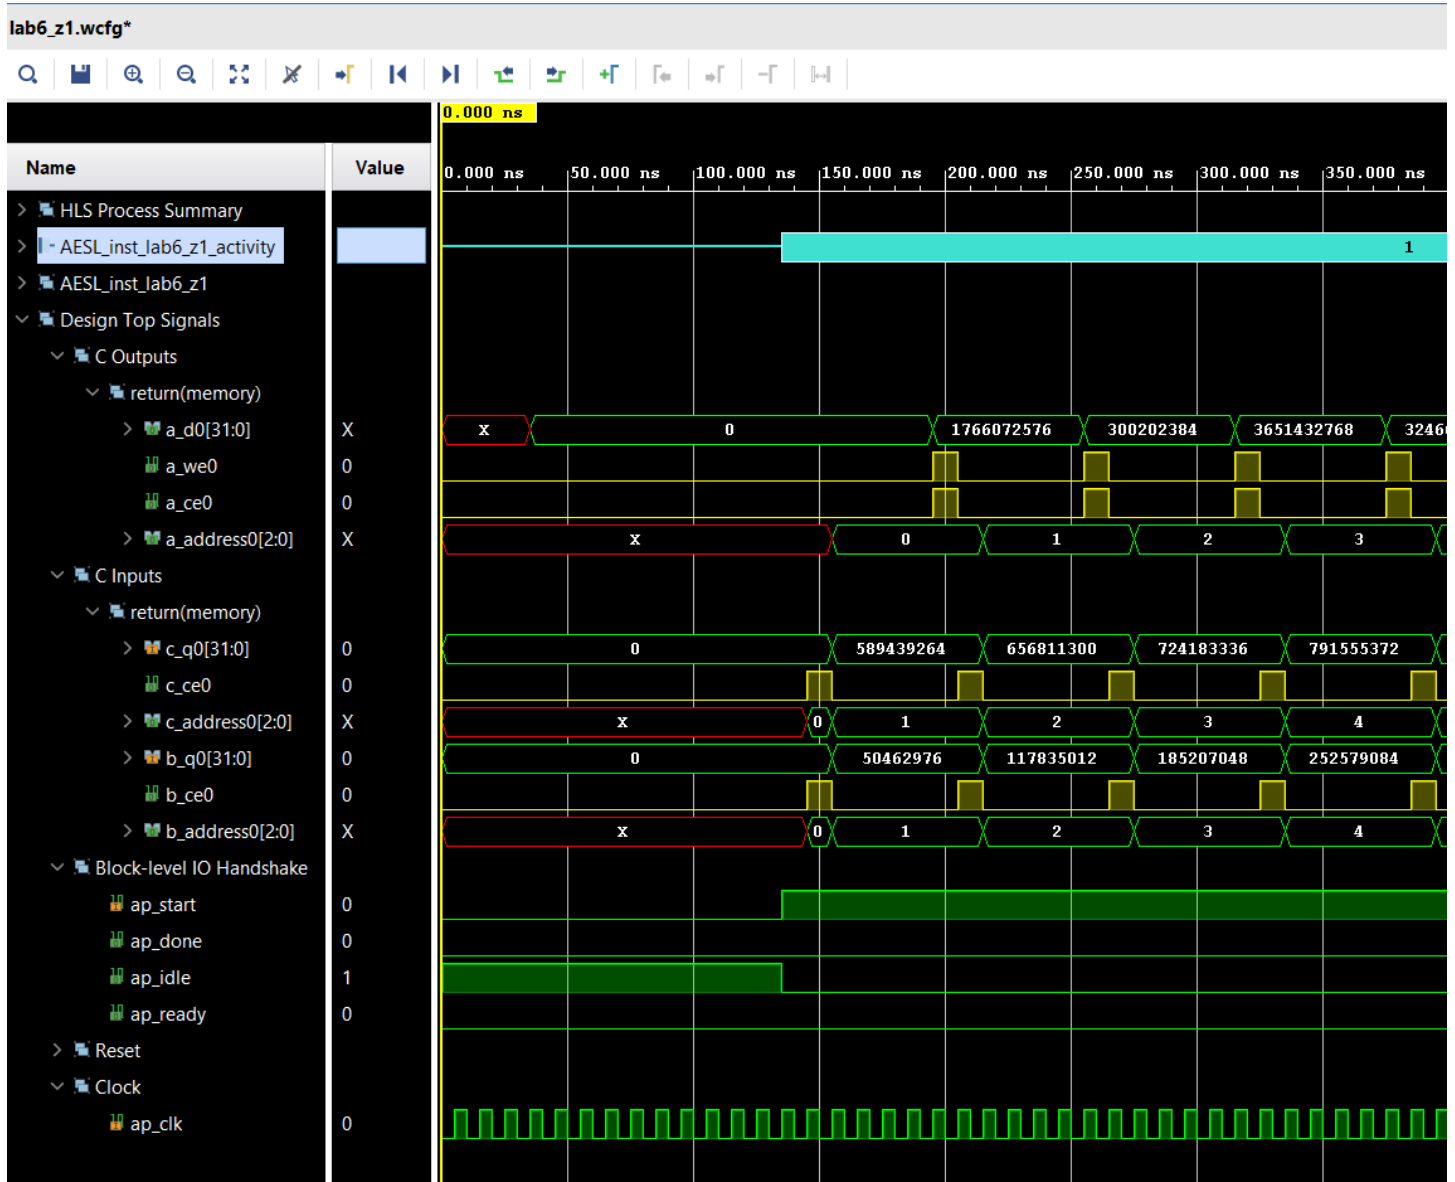 lab6_z1.wcfg*
0.000 ns
Name Value 0.000 ns 50.000 ns 100.000 ns 150.000 ns 200.000 ns 250.000 ns 300.000 ns 350.000 ns
HLS Process Summary
AESL_inst_lab6_z1_activity 1
AESL_inst_lab6_z1
Design Top Signals
C Outputs
return(memory)
a_d0[31:0] X X 0 1766072576 300202384 3651432768 3246
a_we0 0
a_ce0 0
a_address0[2:0] X X 0 1 2 3
C Inputs
return(memory)
c_q0[31:0] 0 0 589439264 656811300 724183336 791555372
c_ce0 0
c_address0[2:0] X X 0 1 2 3 4
b_q0[31:0] 0 0 50462976 117835012 185207048 252579084
b_ce0 0
b_address0[2:0] X X 0 1 2 3 4
Block-level IO Handshake
ap_start 0
ap_done 0
ap_idle 1
ap_ready 0
Reset
Clock
ap_clk 0